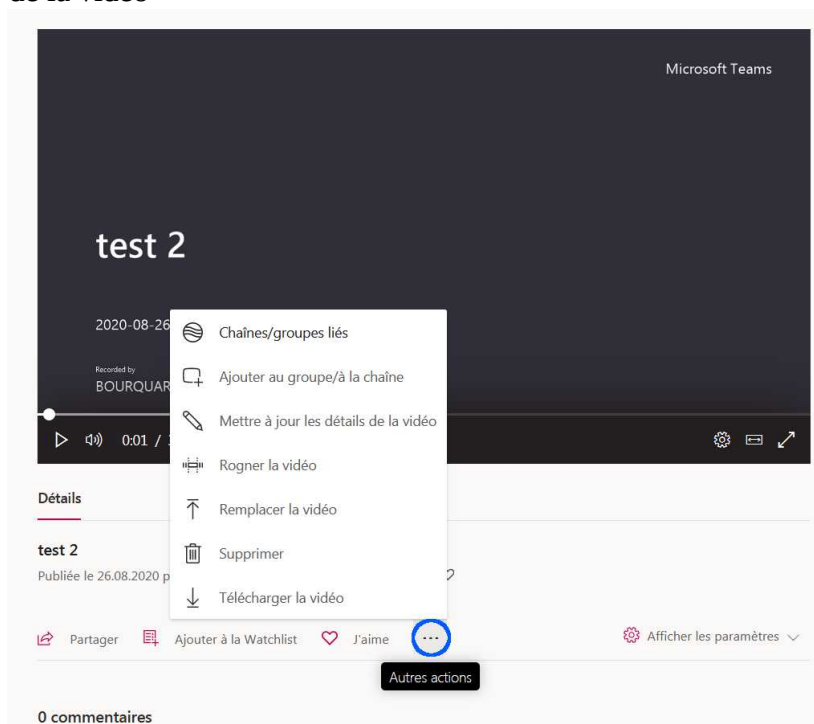 de la vidéo
Microsoft Teams
test 2
2020-08-26
Recorded by
BOURQUAR
Chaînes/groupes liés
Ajouter au groupe/à la chaîne
Mettre à jour les détails de la vidéo
Rogner la vidéo
Remplacer la vidéo
Supprimer
Télécharger la vidéo
0:01 /
Détails
test 2
Publiée le 26.08.2020 p
Partager Ajouter à la Watchlist J'aime ... Afficher les paramètres
Autres actions
0 commentaires